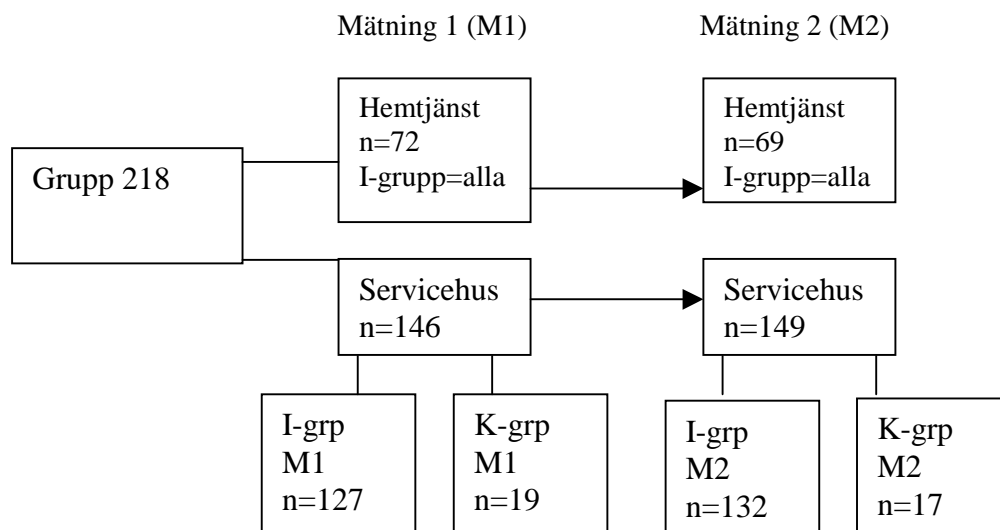 Mätning 1 (M1)
Mätning 2 (M2)
Grupp 218
Hemtjänst
n=72
I-grupp=alla
Hemtjänst
n=69
I-grupp=alla
Servicehus
n=146
Servicehus
n=149
I-grp
M1
n=127
K-grp
M1
n=19
I-grp
M2
n=132
K-grp
M2
n=17